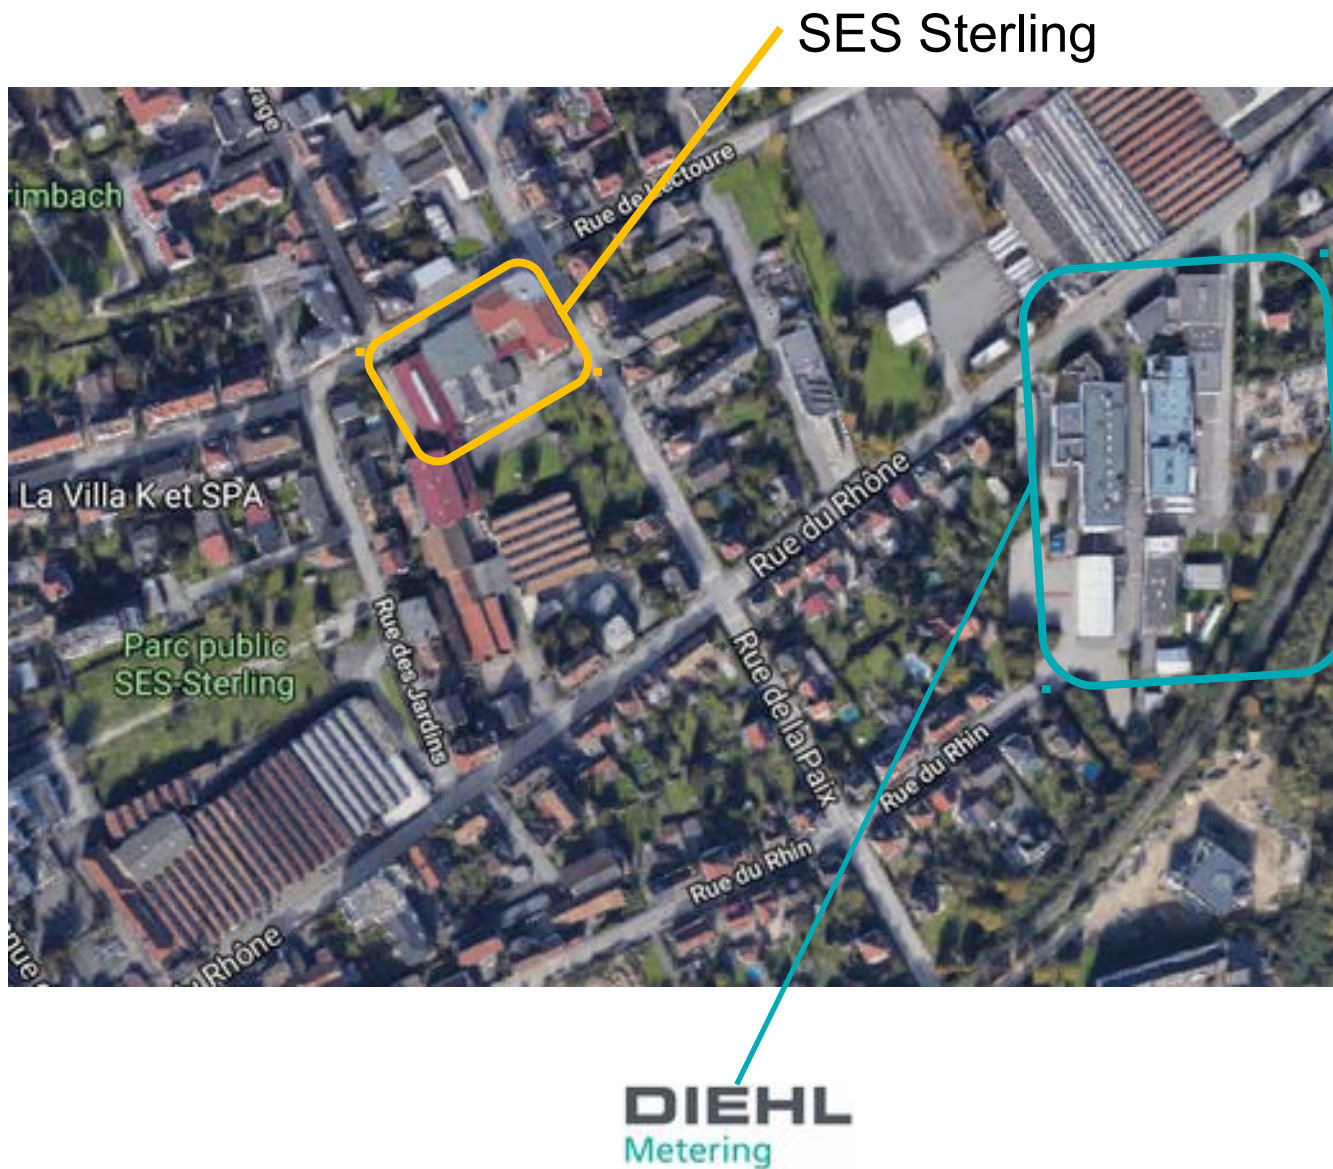 SES Sterling
Rue de Lectoure
rimbach
La Villa K et SPA
Rue du Rhône
Parc public
SES-Sterling
Rue des Jardins
Rue de la Paix
Rue du Rhin
Rue du Rhin
Rhône
DIEHL
Metering